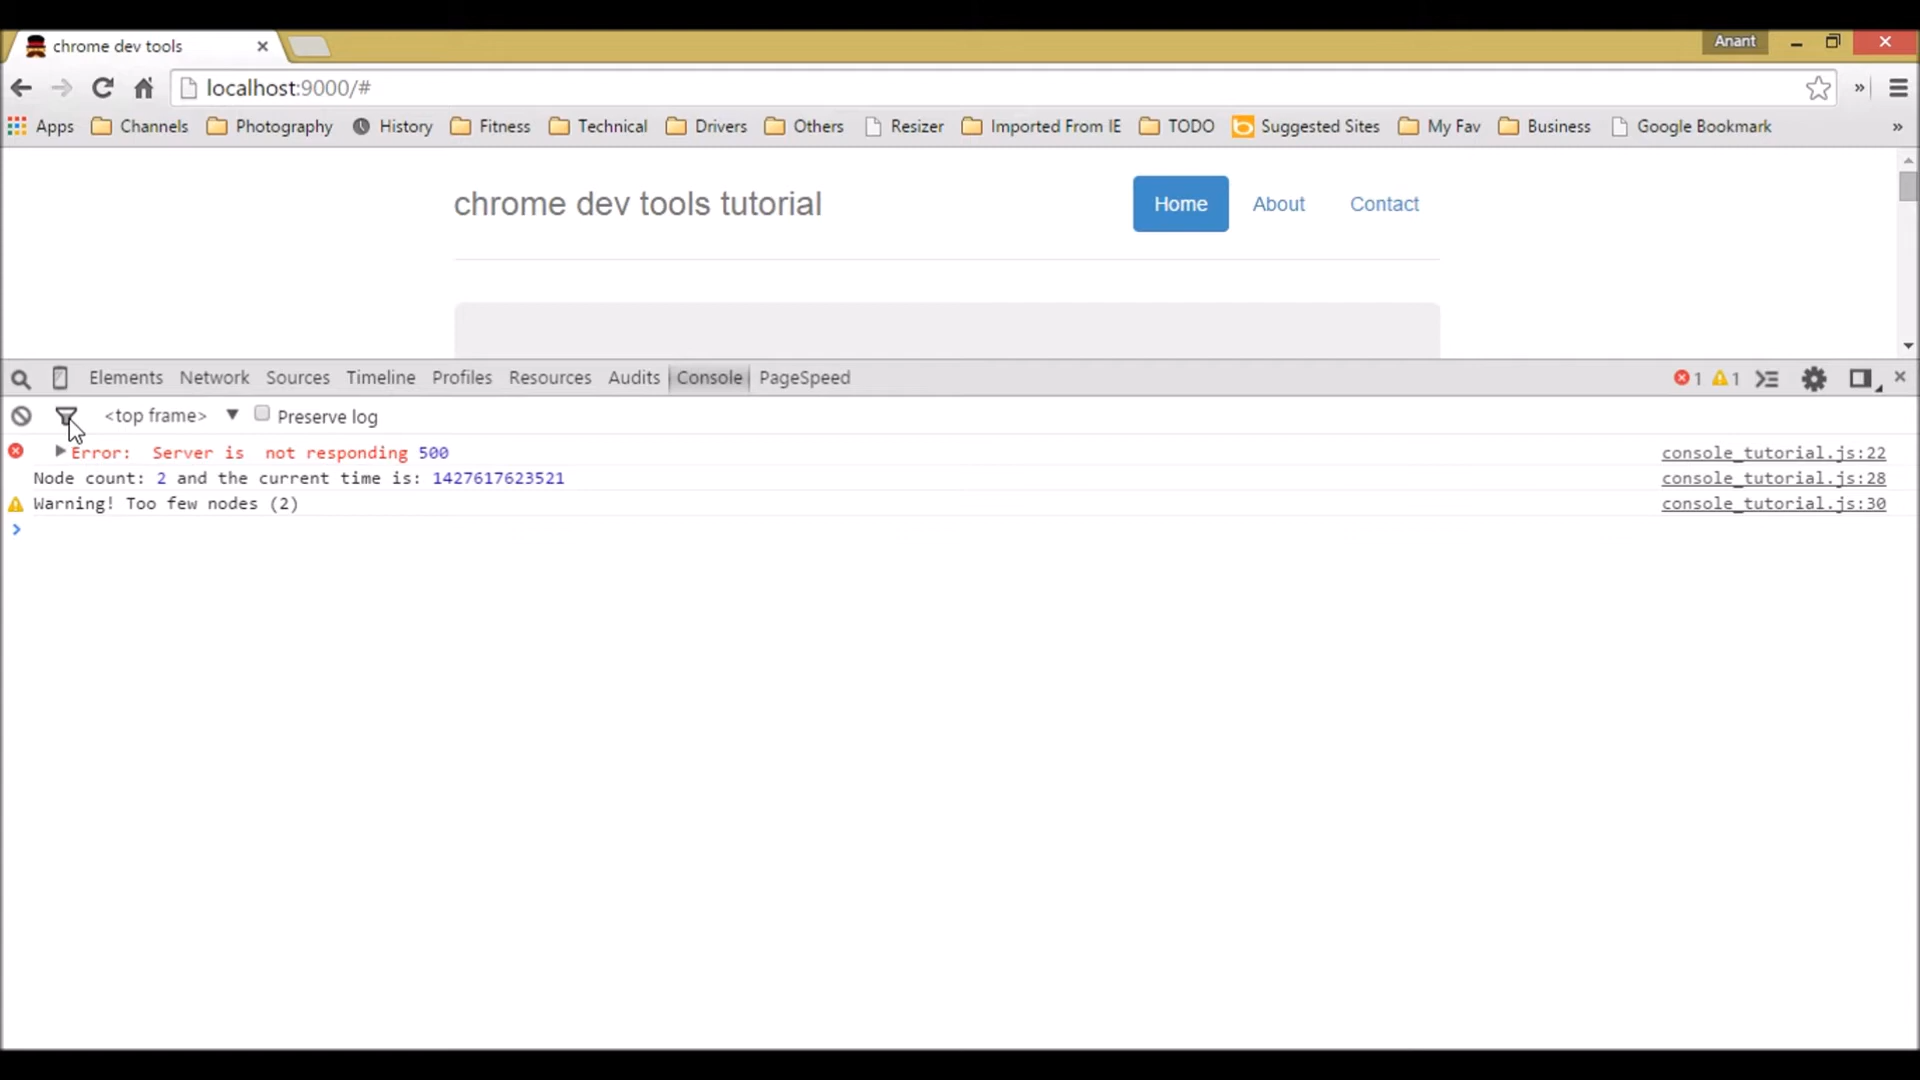 chrome dev tools
Anant
localhost:9000/#
Apps Channels Photography History Fitness Technical Drivers Others Resizer Imported From IE TODO Suggested Sites My Fav Business Google Bookmark »
chrome dev tools tutorial Home About Contact
Elements Network Sources Timeline Profiles Resources Audits Console PageSpeed 1 1
<top frame> Preserve log
Error:  Server is  not responding 500 console_tutorial.js:22
Node count: 2 and the current time is: 1427617623521 console_tutorial.js:28
Warning! Too few nodes (2) console_tutorial.js:30